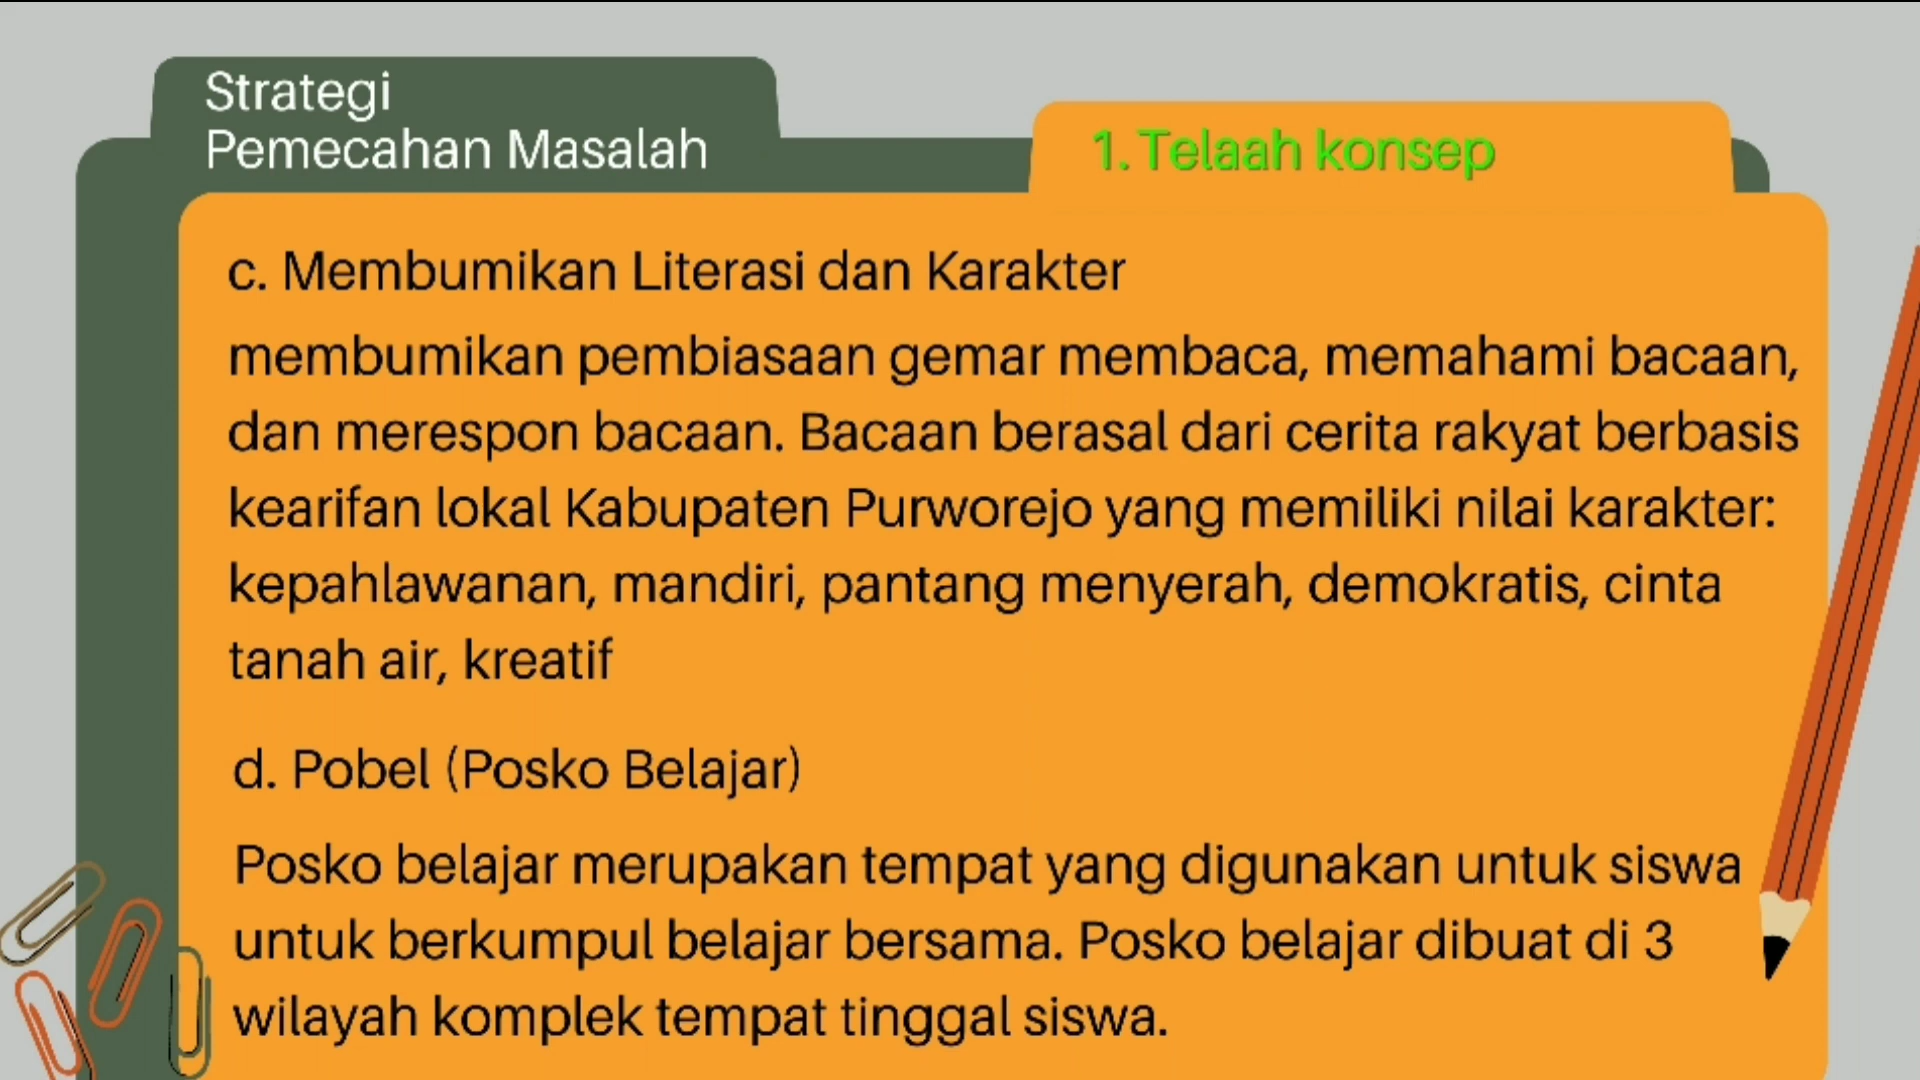 Strategi
Pemecahan Masalah
1. Telaah konsep
c. Membumikan Literasi dan Karakter
membumikan pembiasaan gemar membaca, memahami bacaan,
dan merespon bacaan. Bacaan berasal dari cerita rakyat berbasis
kearifan lokal Kabupaten Purworejo yang memiliki nilai karakter:
kepahlawanan, mandiri, pantang menyerah, demokratis, cinta
tanah air, kreatif
d. Pobel (Posko Belajar)
Posko belajar merupakan tempat yang digunakan untuk siswa
untuk berkumpul belajar bersama. Posko belajar dibuat di 3
wilayah komplek tempat tinggal siswa.